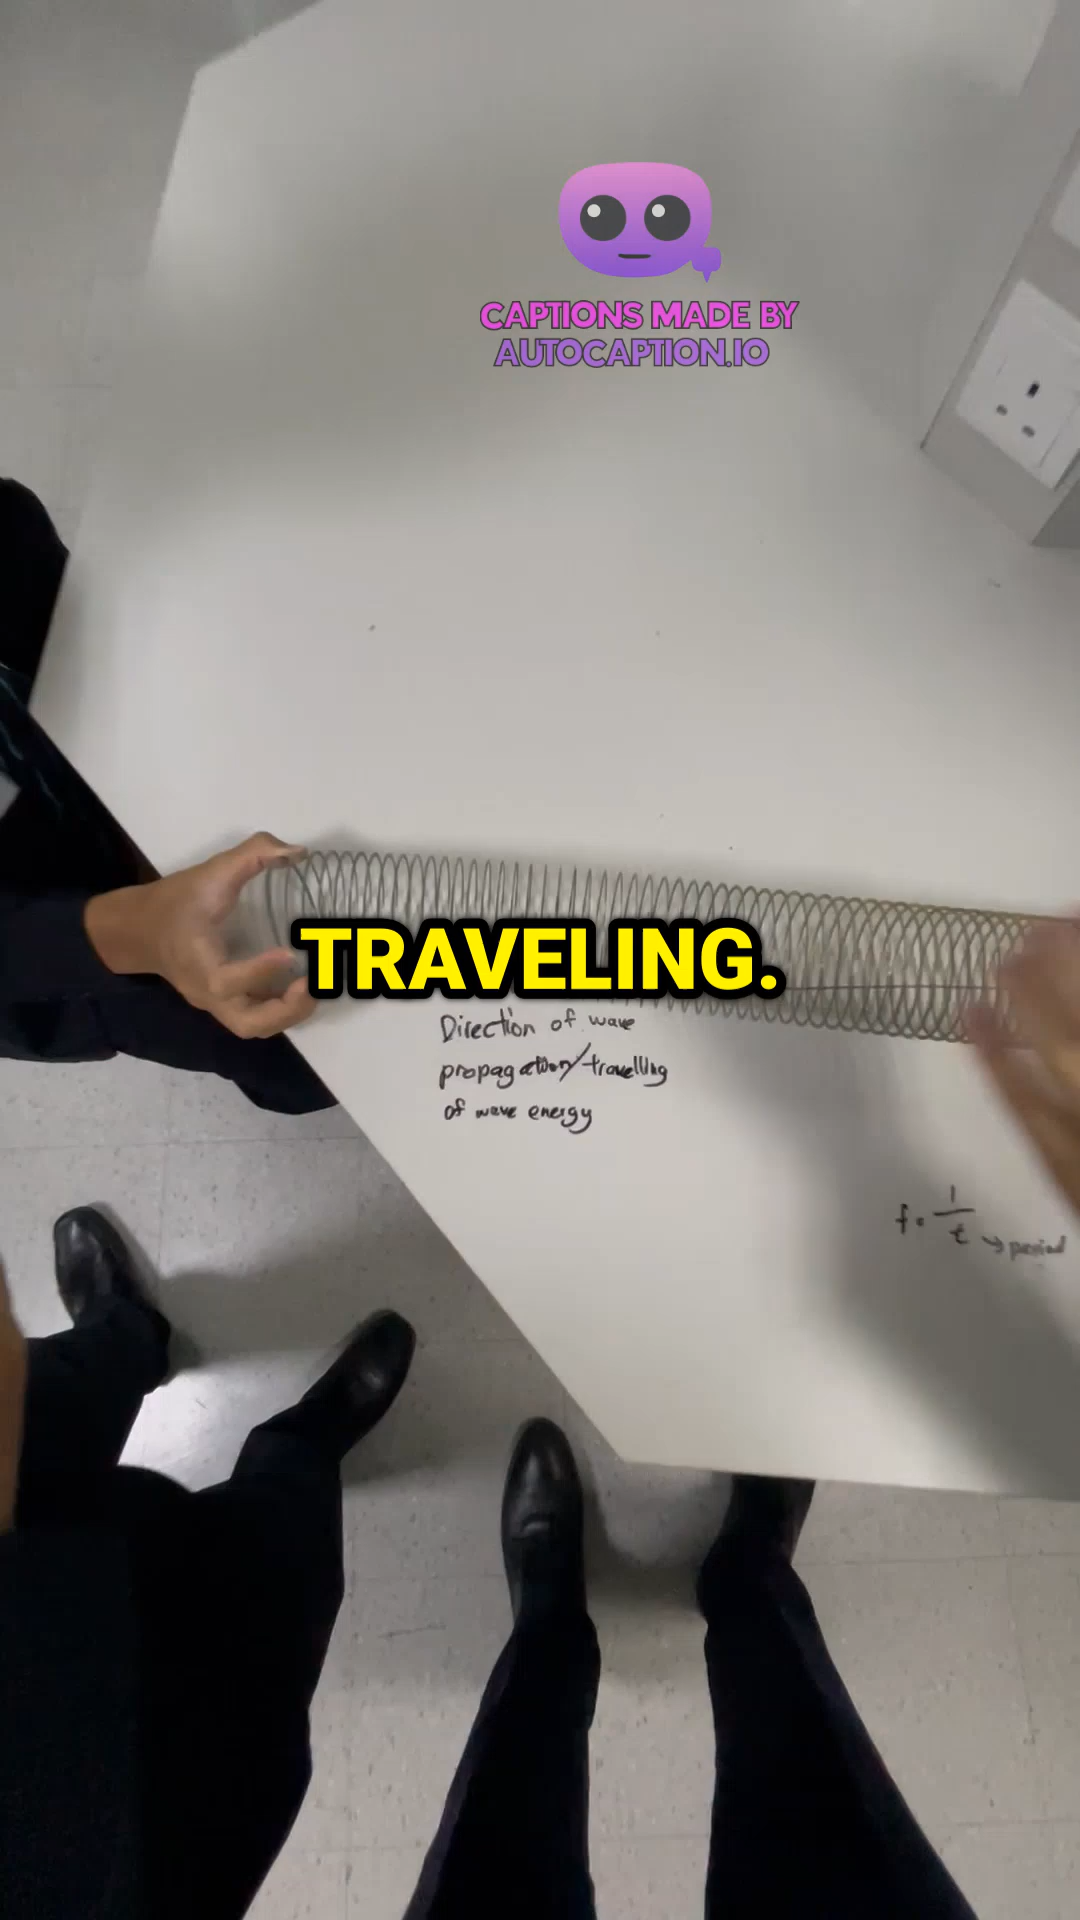 CAPTIONS MADE BY
AUTOCAPTION.IO
TRAVELING.
Direction of wave
propagation/travelling
of wave energy
f = 1/t → period